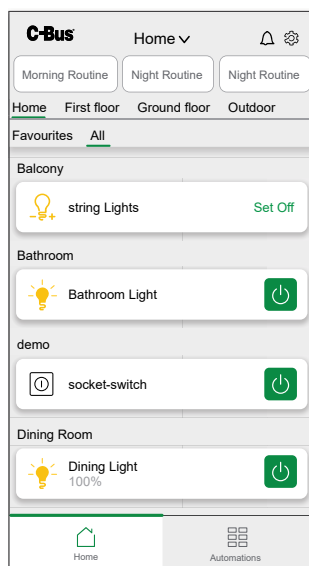 C-Bus
Home
Morning Routine
Night Routine
Night Routine
Home First floor Ground floor Outdoor
Favourites All
Balcony
string Lights Set Off
Bathroom
Bathroom Light
demo
socket-switch
Dining Room
Dining Light
100%
Home Automations